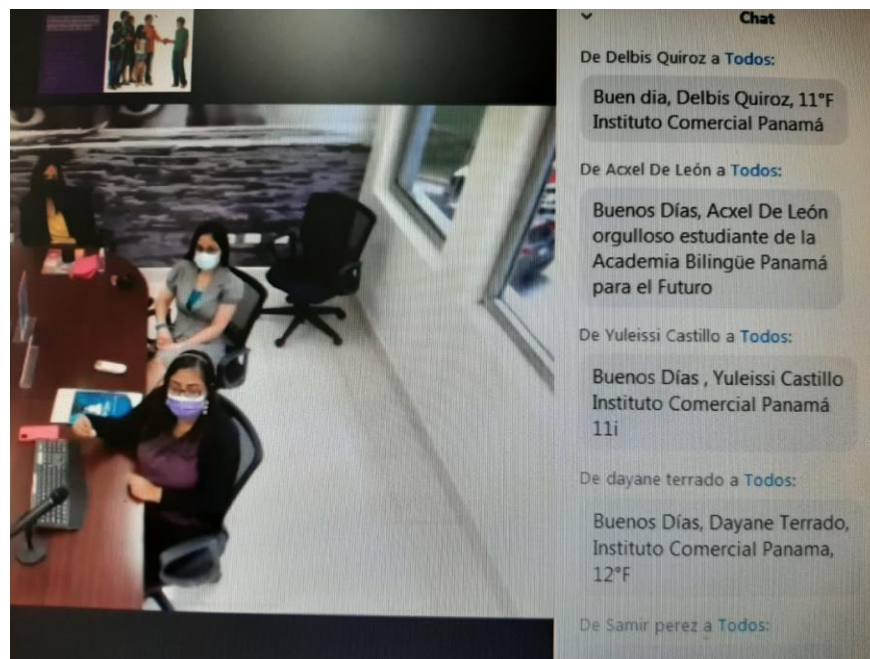 Chat
De Delbis Quiroz a Todos:
Buen dia, Delbis Quiroz, 11°F
Instituto Comercial Panamá
De Acxel De León a Todos:
Buenos Días, Acxel De León
orgulloso estudiante de la
Academia Bilingüe Panamá
para el Futuro
De Yuleissi Castillo a Todos:
Buenos Días , Yuleissi Castillo
Instituto Comercial Panamá
11i
De dayane terrado a Todos:
Buenos Días, Dayane Terrado,
Instituto Comercial Panama,
12°F
De Samir perez a Todos: